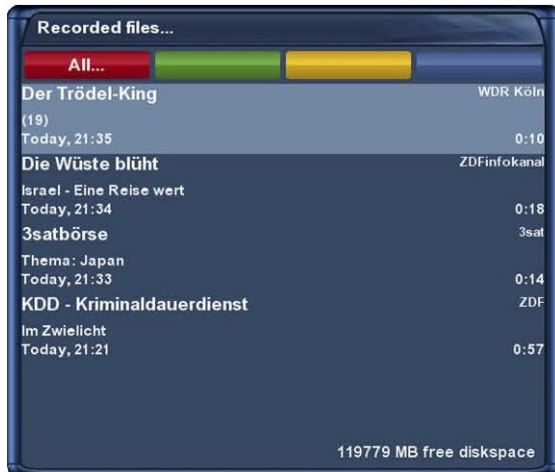 Recorded files...
All...
Der Trödel-King WDR Köln
(19)
Today, 21:35 0:10
Die Wüste blüht ZDFinfokanal
Israel - Eine Reise wert
Today, 21:34 0:18
3satbörse 3sat
Thema: Japan
Today, 21:33 0:14
KDD - Kriminaldauerdienst ZDF
Im Zwielicht
Today, 21:21 0:57
119779 MB free diskspace